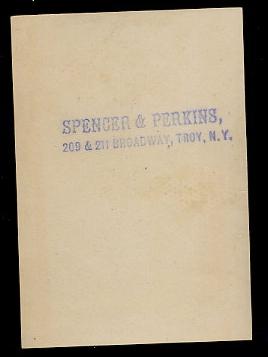 SPENCER & PERKINS,
209 & 211 BROADWAY, TROY, N.Y.